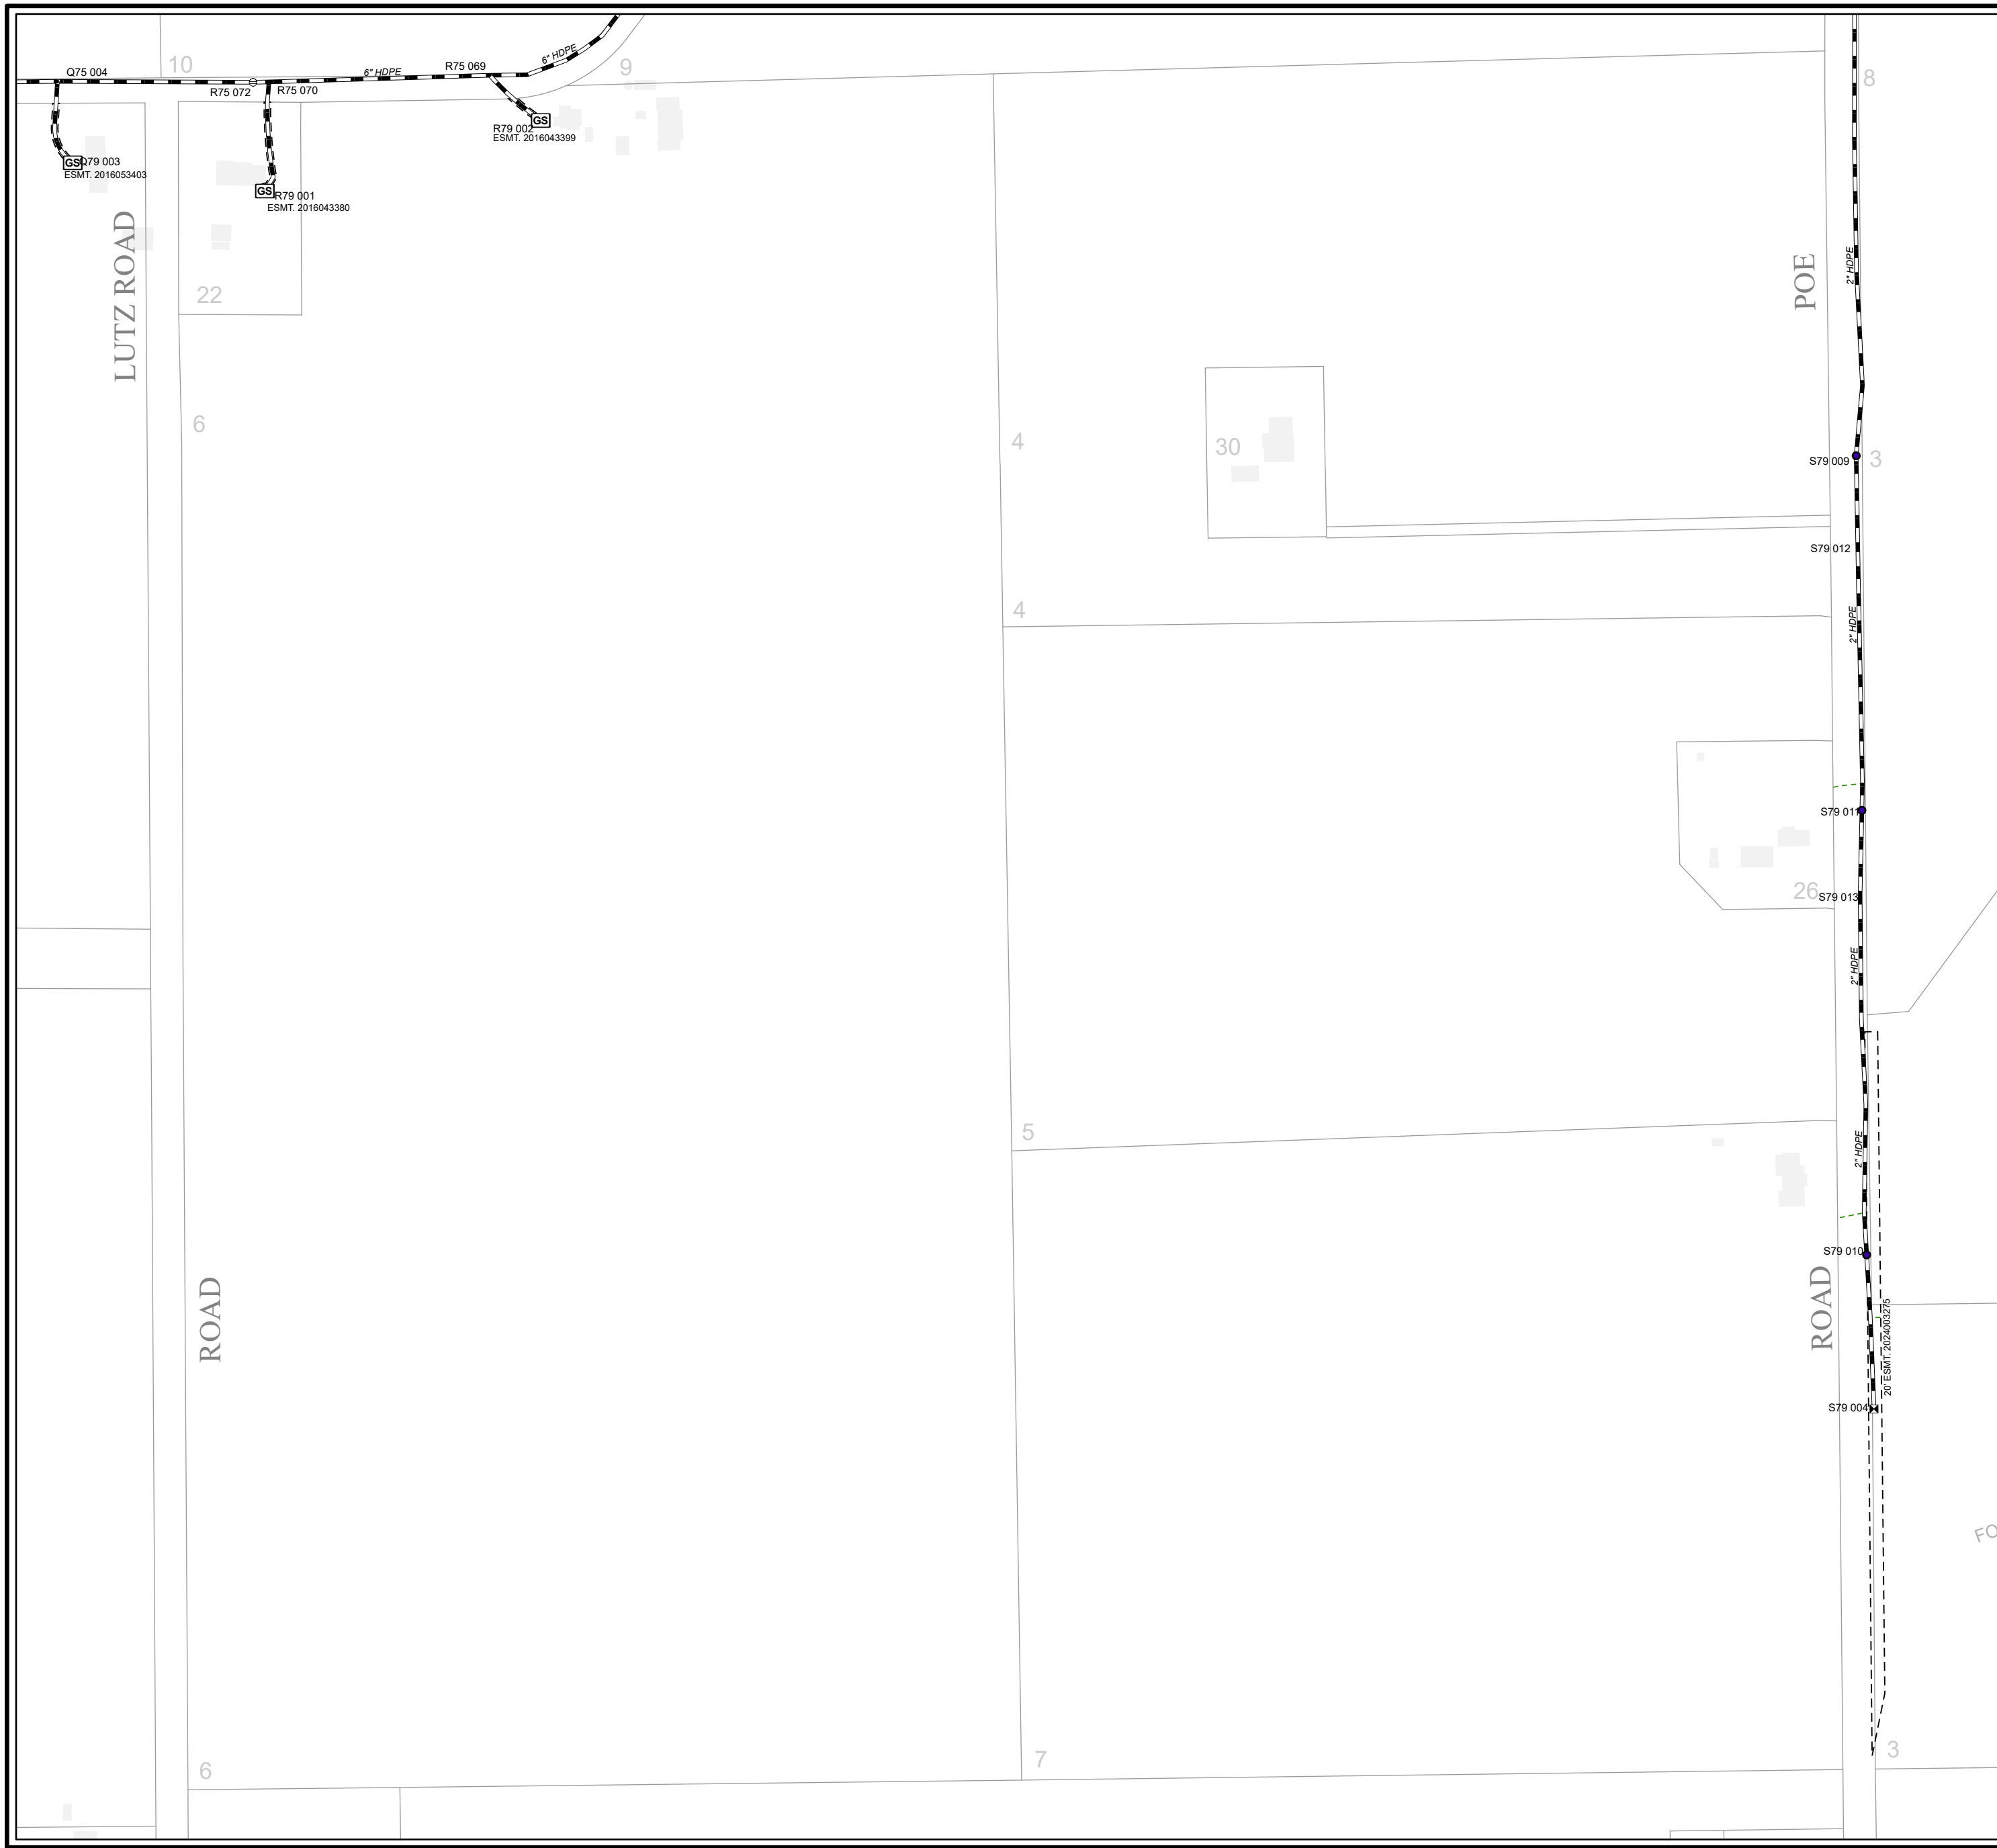 10
Q75 004
R75 072
R75 070
6" HDPE
R75 069
6" HDPE
9
8
GS
Q79 003
ESMT. 2016053403
GS
R79 001
ESMT. 2016043380
R79 002
GS
ESMT. 2016043399
LUTZ ROAD
22
6
4
30
POE
2" HDPE
S79 009
3
S79 012
4
2" HDPE
S79 011
26
S79 013
2" HDPE
5
2" HDPE
S79 010
ROAD
ROAD
20' ESMT. 2024003275
S79 004
FO
6
7
3